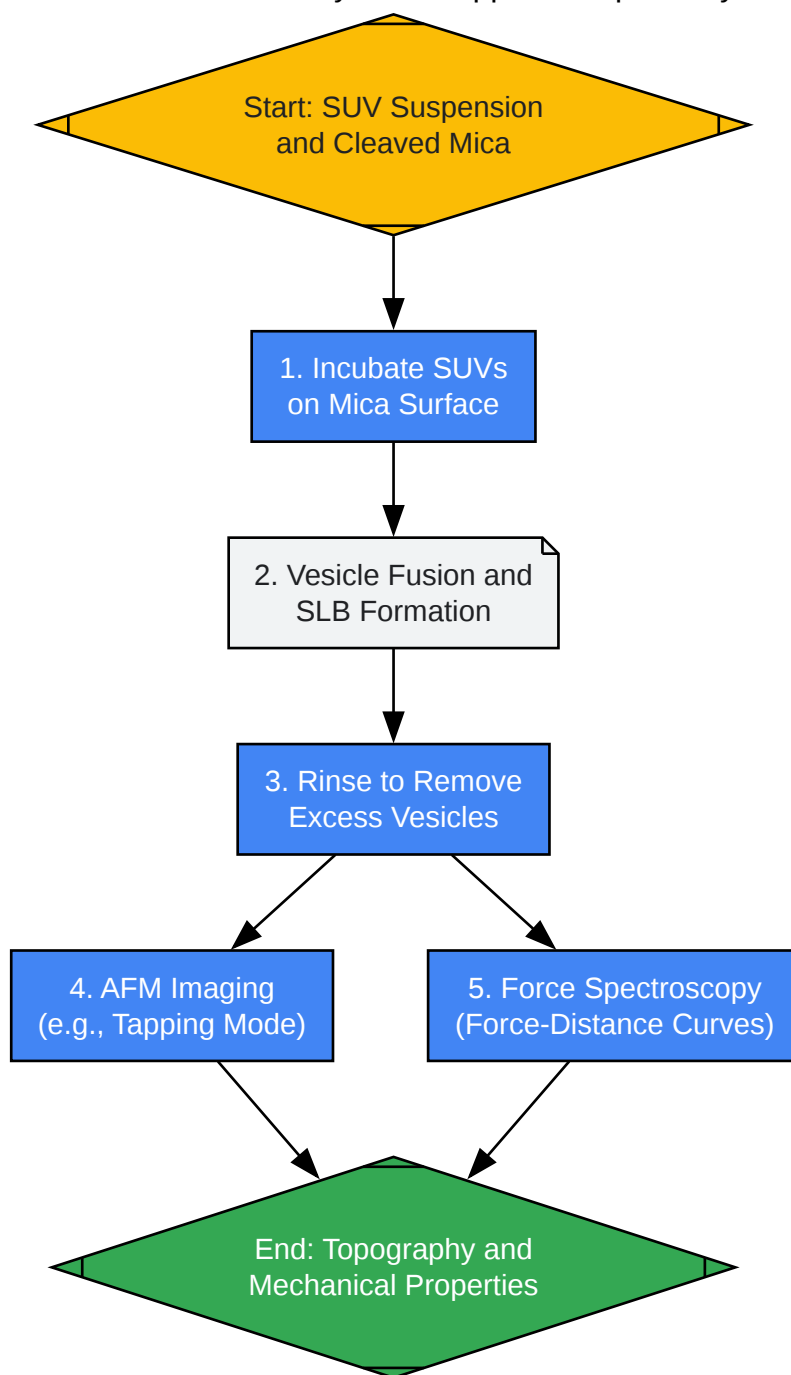 Start: SUV Suspension
and Cleaved Mica
1. Incubate SUVs
on Mica Surface
2. Vesicle Fusion and
SLB Formation
3. Rinse to Remove
Excess Vesicles
4. AFM Imaging
(e.g., Tapping Mode)
5. Force Spectroscopy
(Force-Distance Curves)
End: Topography and
Mechanical Properties